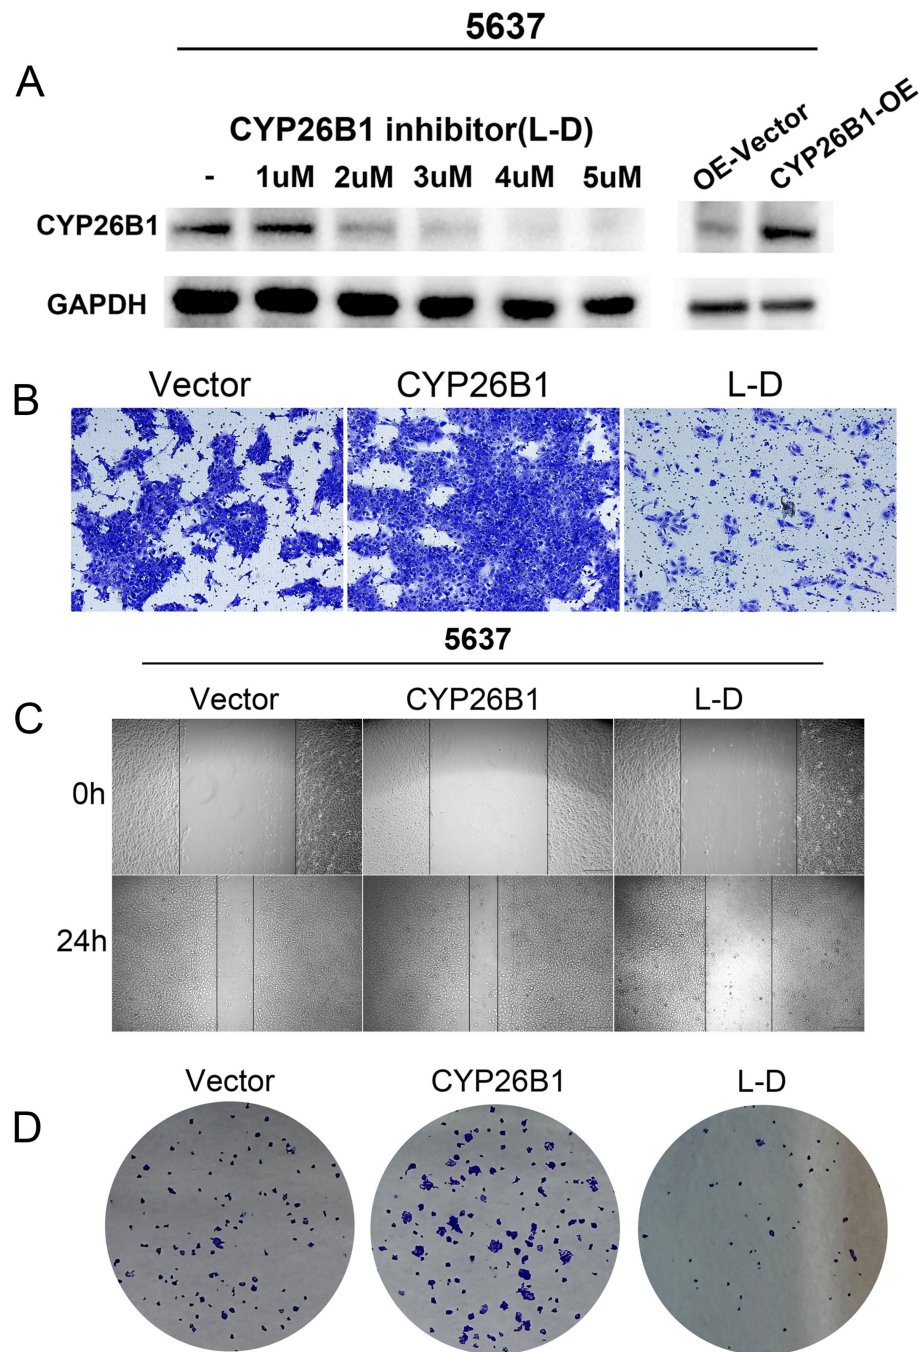 5637
A
CYP26B1 inhibitor(L-D)
OE-Vector
CYP26B1-OE
- 1uM 2uM 3uM 4uM 5uM
CYP26B1
GAPDH
B
Vector CYP26B1 L-D
5637
C
Vector CYP26B1 L-D
0h
24h
D
Vector CYP26B1 L-D